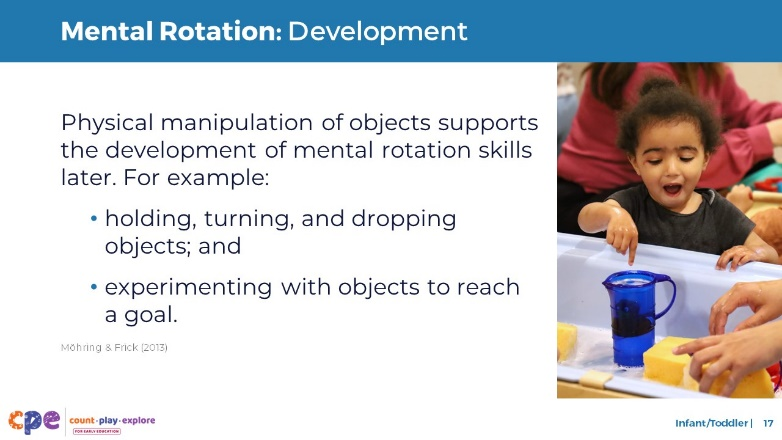 Mental Rotation: Development
Physical manipulation of objects supports
the development of mental rotation skills
later. For example:
• holding, turning, and dropping
objects; and
• experimenting with objects to reach
a goal.
Möhring & Frick (2013)
cpe
count·play·explore
FOR EARLY EDUCATION
Infant/Toddler | 17